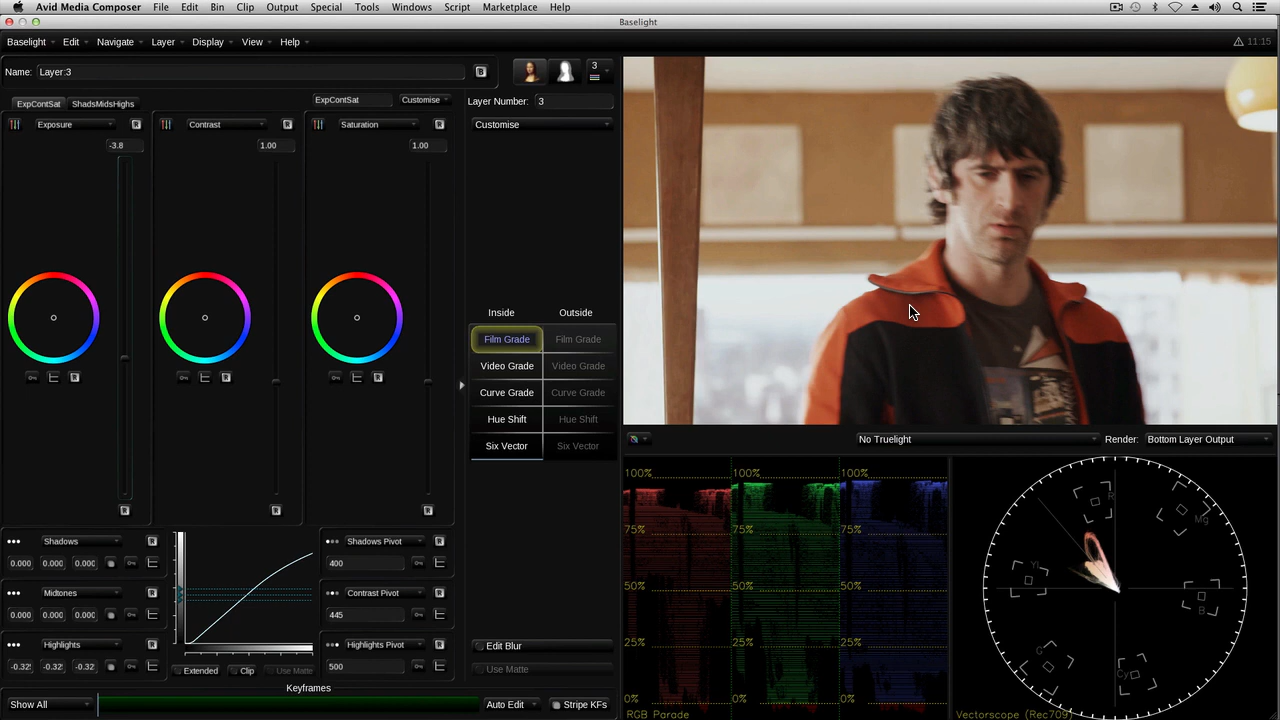 Avid Media Composer File Edit Bin Clip Output Special Tools Windows Script Marketplace Help
Baselight
Baselight Edit Navigate Layer Display View Help
11:15
Name: Layer:3
B
3
ExpContSat ShadsMidsHighs
ExpContSat Customise
Layer Number: 3
Exposure R Contrast R Saturation R
Customise
-3.8 1.00 1.00
Inside Outside
Film Grade Film Grade
Video Grade Video Grade
R R R
Curve Grade Curve Grade
Hue Shift Hue Shift
Six Vector Six Vector
No Truelight
Render: Bottom Layer Output
R R R
Shadows R
0.000 0.000 0.000
Midtones R
0.000 0.000 0.000
Highlights R
-0.32 -0.32 -0.32
Extended Clip Use Matte
Shadows Pivot R
400
Contrast Pivot R
445
Highlights Pivot R
500
Edit Blur
Use Matte
Keyframes
Show All
Auto Edit Stripe KFs
100% 100% 100%
75% 75% 75%
50% 50% 50%
25% 25% 25%
0% 0% 0%
RGB Parade
R
Mg
Yl
B
G
Cy
Vectorscope (Rec709)